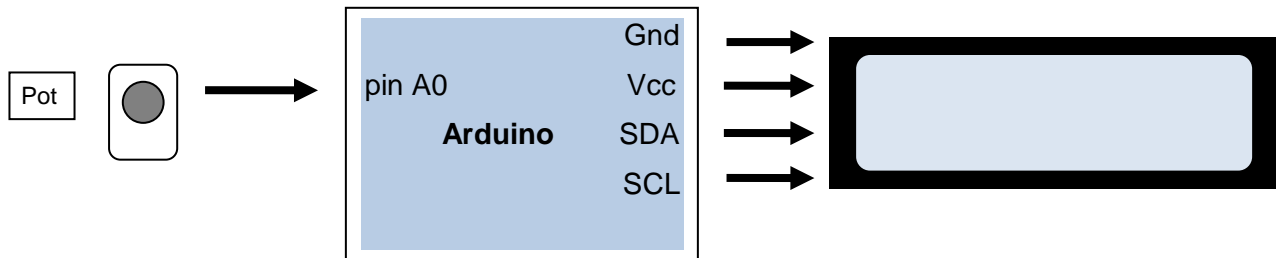 Pot
pin A0
Arduino
Gnd
Vcc
SDA
SCL